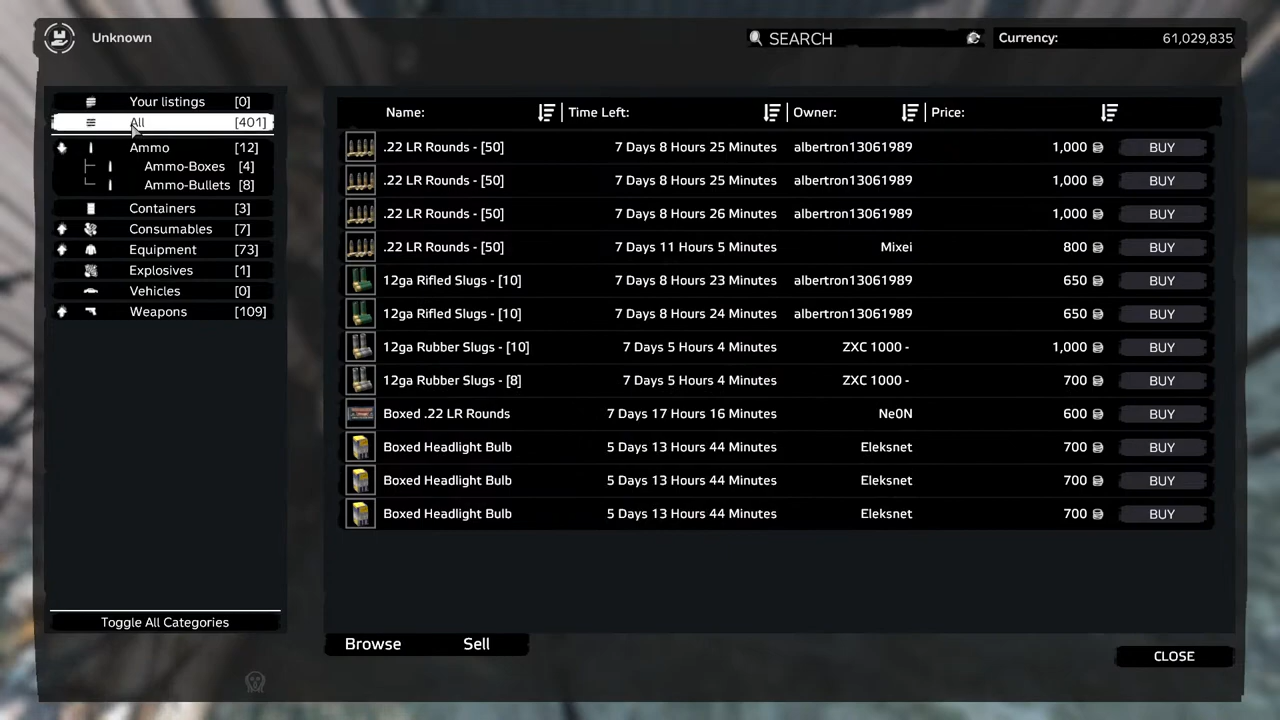 Unknown
SEARCH
Currency: 61,029,835
Your listings [0]
All [401]
Ammo [12]
Ammo-Boxes [4]
Ammo-Bullets [8]
Containers [3]
Consumables [7]
Equipment [73]
Explosives [1]
Vehicles [0]
Weapons [109]
Toggle All Categories
Name: Time Left: Owner: Price:
.22 LR Rounds - [50] 7 Days 8 Hours 25 Minutes albertron13061989 1,000 BUY
.22 LR Rounds - [50] 7 Days 8 Hours 25 Minutes albertron13061989 1,000 BUY
.22 LR Rounds - [50] 7 Days 8 Hours 26 Minutes albertron13061989 1,000 BUY
.22 LR Rounds - [50] 7 Days 11 Hours 5 Minutes Mixei 800 BUY
12ga Rifled Slugs - [10] 7 Days 8 Hours 23 Minutes albertron13061989 650 BUY
12ga Rifled Slugs - [10] 7 Days 8 Hours 24 Minutes albertron13061989 650 BUY
12ga Rubber Slugs - [10] 7 Days 5 Hours 4 Minutes ZXC 1000 - 1,000 BUY
12ga Rubber Slugs - [8] 7 Days 5 Hours 4 Minutes ZXC 1000 - 700 BUY
Boxed .22 LR Rounds 7 Days 17 Hours 16 Minutes Ne0N 600 BUY
Boxed Headlight Bulb 5 Days 13 Hours 44 Minutes Eleksnet 700 BUY
Boxed Headlight Bulb 5 Days 13 Hours 44 Minutes Eleksnet 700 BUY
Boxed Headlight Bulb 5 Days 13 Hours 44 Minutes Eleksnet 700 BUY
Browse Sell
CLOSE